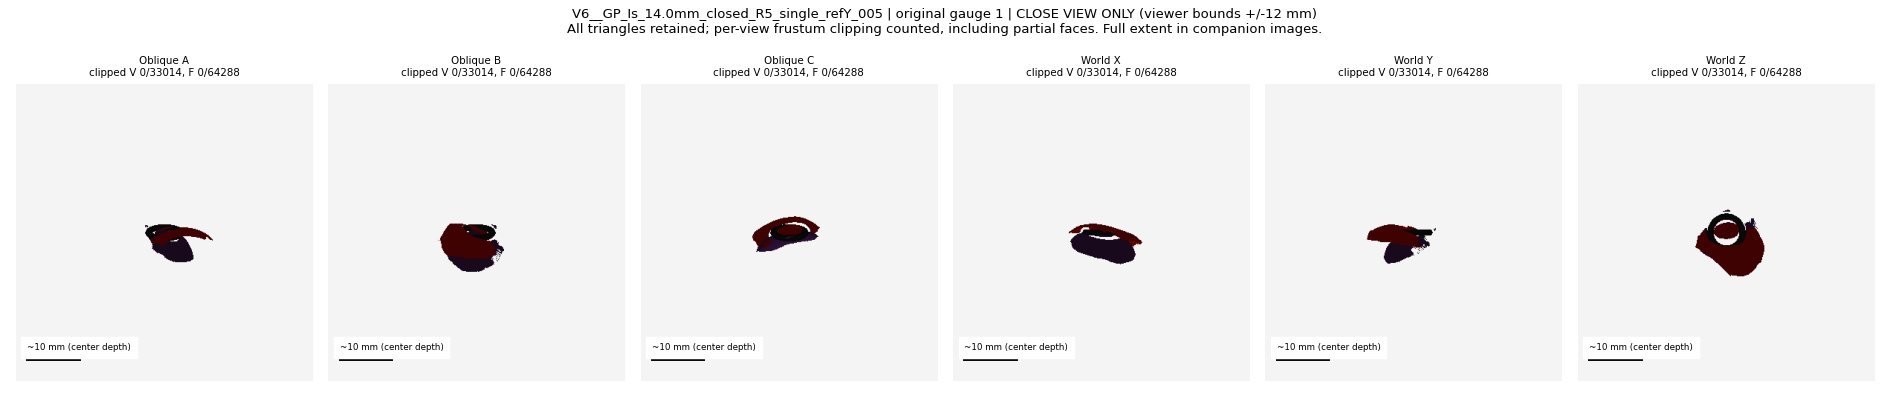 V6__GP_Is_14.0mm_closed_R5_single_refY_005 | original gauge 1 | CLOSE VIEW ONLY (viewer bounds +/-12 mm)
All triangles retained; per-view frustum clipping counted, including partial faces. Full extent in companion images.
Oblique A
clipped V 0/33014, F 0/64288
Oblique B
clipped V 0/33014, F 0/64288
Oblique C
clipped V 0/33014, F 0/64288
World X
clipped V 0/33014, F 0/64288
World Y
clipped V 0/33014, F 0/64288
World Z
clipped V 0/33014, F 0/64288
~10 mm (center depth)
~10 mm (center depth)
~10 mm (center depth)
~10 mm (center depth)
~10 mm (center depth)
~10 mm (center depth)